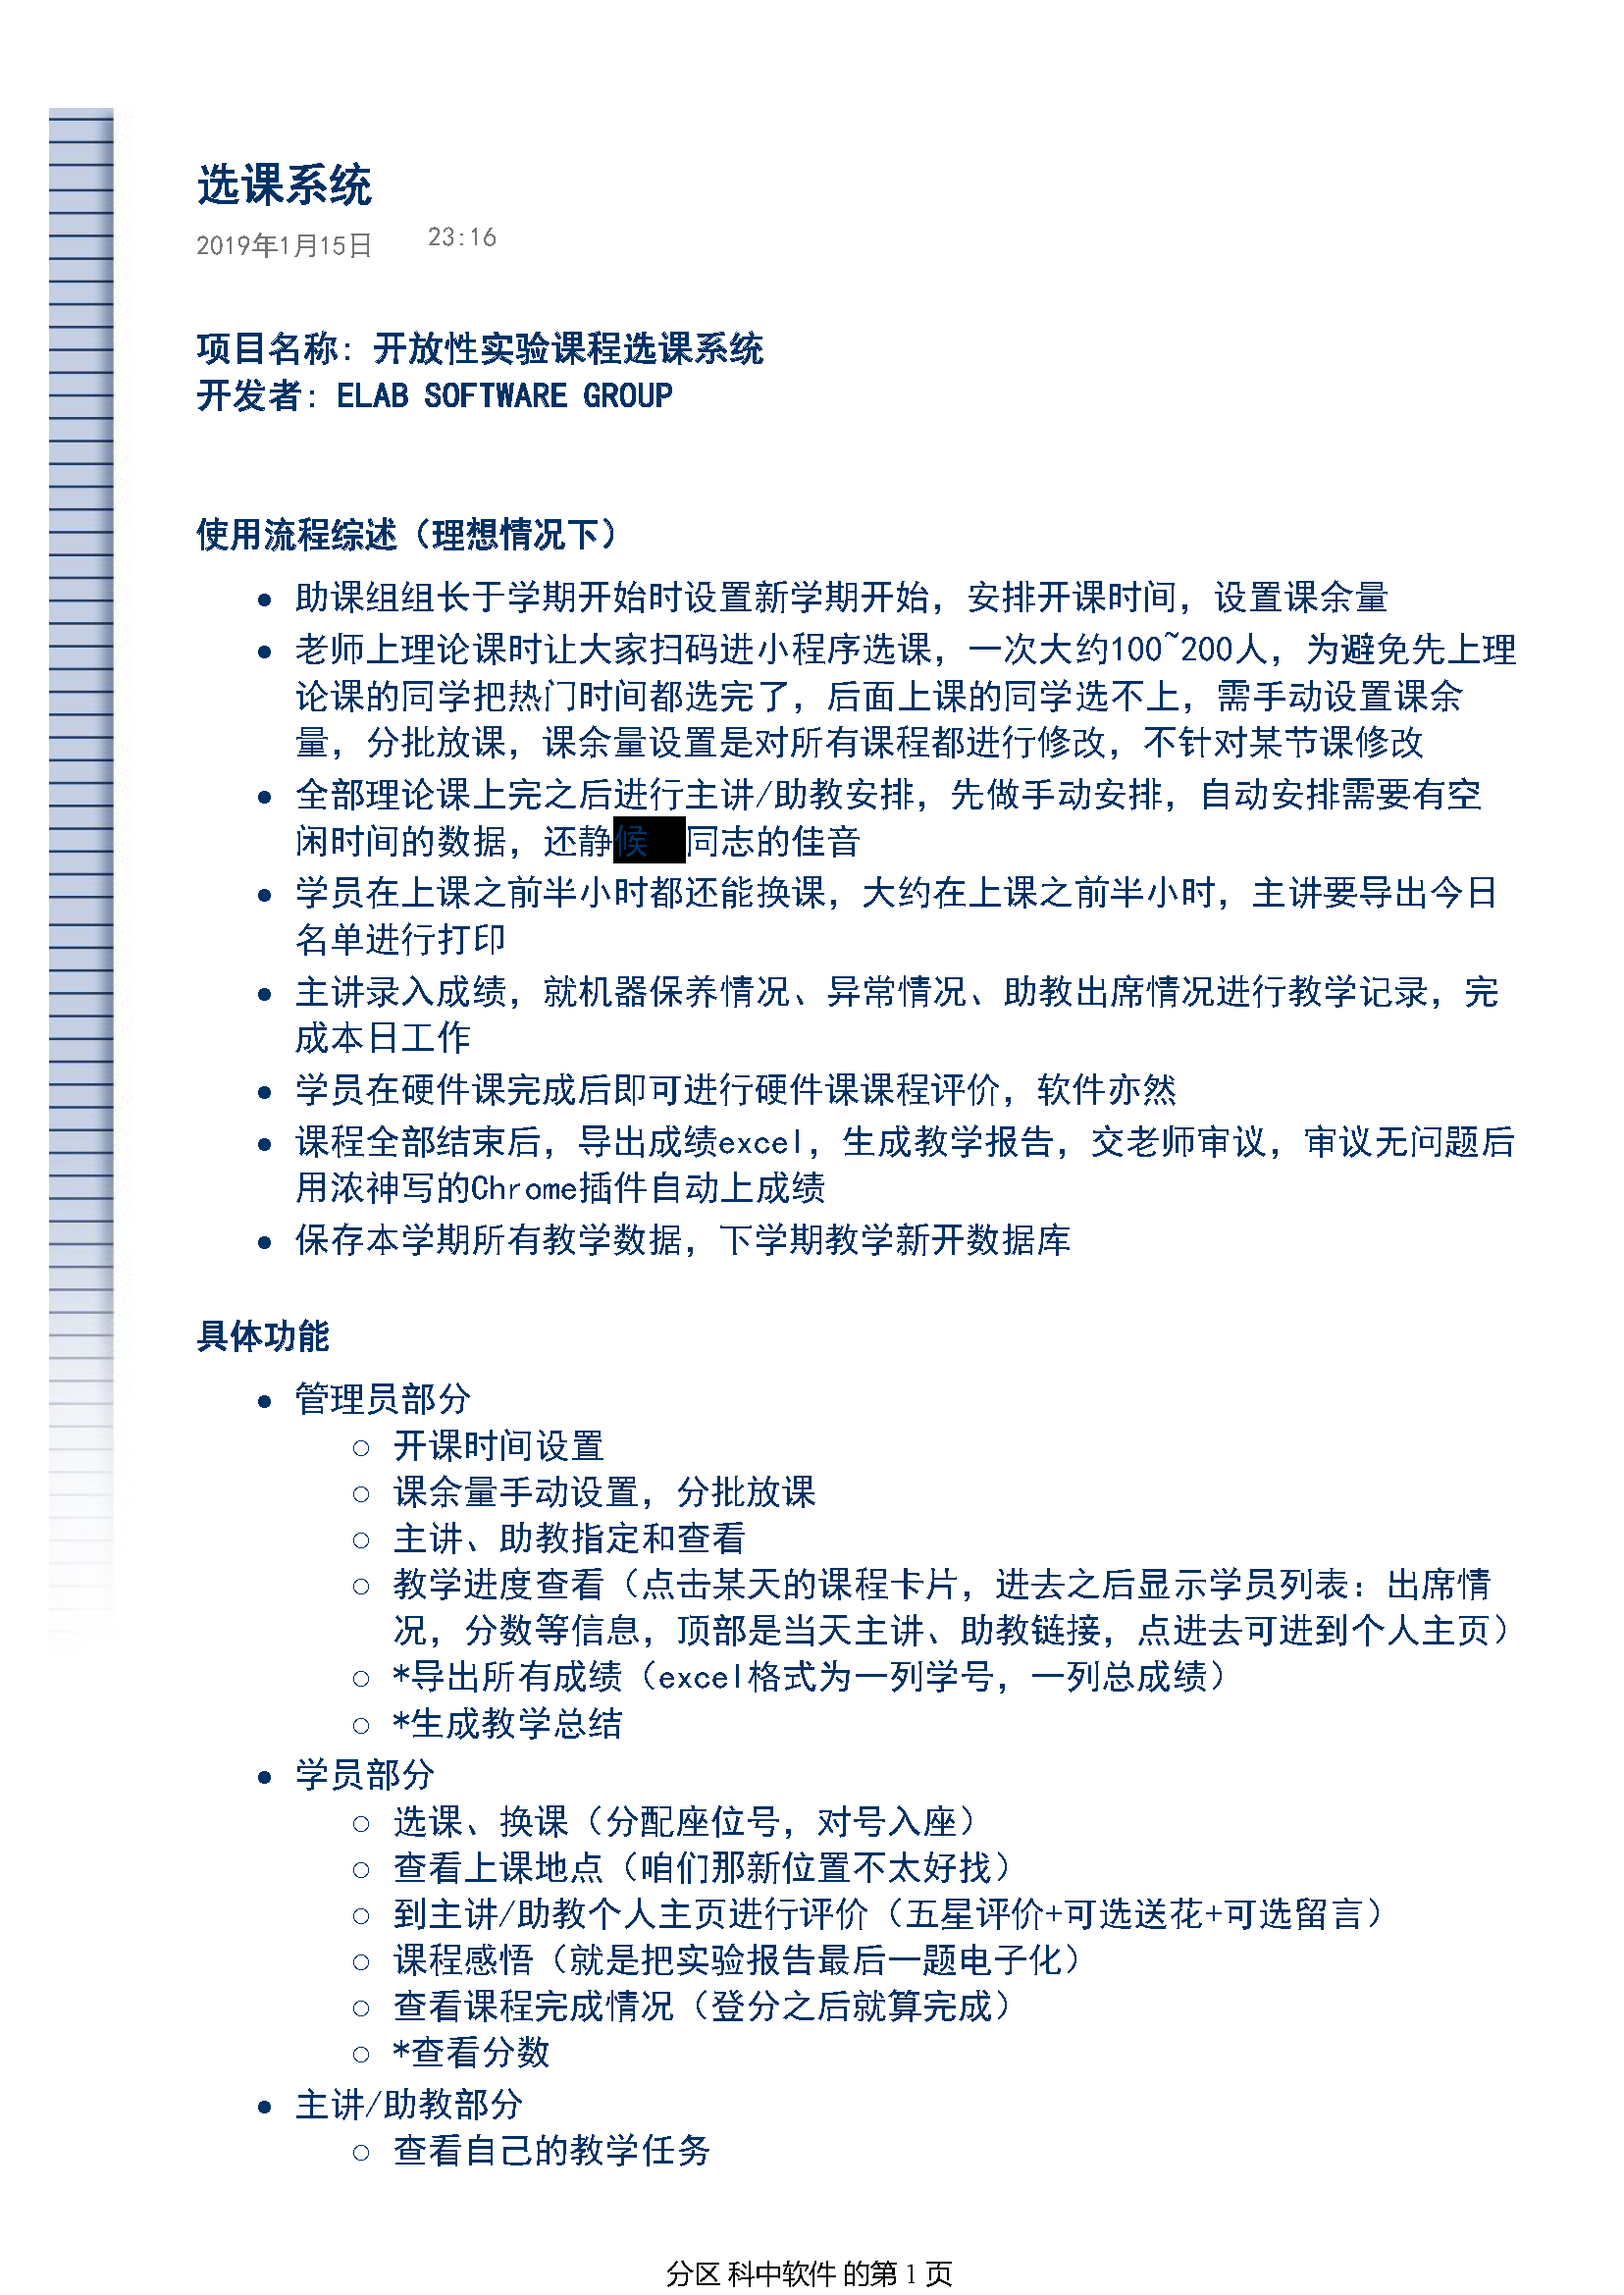 选课系统
2019年1月15日 23:16
项目名称: 开放性实验课程选课系统
开发者: ELAB SOFTWARE GROUP
使用流程综述（理想情况下）
• 助课组组长于学期开始时设置新学期开始，安排开课时间，设置课余量
• 老师上理论课时让大家扫码进小程序选课，一次大约100~200人，为避免先上理
论课的同学把热门时间都选完了，后面上课的同学选不上，需手动设置课余
量，分批放课，课余量设置是对所有课程都进行修改，不针对某节课修改
• 全部理论课上完之后进行主讲/助教安排，先做手动安排，自动安排需要有空
闲时间的数据，还静候 同志的佳音
• 学员在上课之前半小时都还能换课，大约在上课之前半小时，主讲要导出今日
名单进行打印
• 主讲录入成绩，就机器保养情况、异常情况、助教出席情况进行教学记录，完
成本日工作
• 学员在硬件课完成后即可进行硬件课课程评价，软件亦然
• 课程全部结束后，导出成绩excel，生成教学报告，交老师审议，审议无问题后
用浓神写的Chrome插件自动上成绩
• 保存本学期所有教学数据，下学期教学新开数据库
具体功能
• 管理员部分
○ 开课时间设置
○ 课余量手动设置，分批放课
○ 主讲、助教指定和查看
○ 教学进度查看（点击某天的课程卡片，进去之后显示学员列表：出席情
况，分数等信息，顶部是当天主讲、助教链接，点进去可进到个人主页）
○ *导出所有成绩（excel格式为一列学号，一列总成绩）
○ *生成教学总结
• 学员部分
○ 选课、换课（分配座位号，对号入座）
○ 查看上课地点（咱们那新位置不太好找）
○ 到主讲/助教个人主页进行评价（五星评价+可选送花+可选留言）
○ 课程感悟（就是把实验报告最后一题电子化）
○ 查看课程完成情况（登分之后就算完成）
○ *查看分数
• 主讲/助教部分
○ 查看自己的教学任务
分区 科中软件 的第 1 页